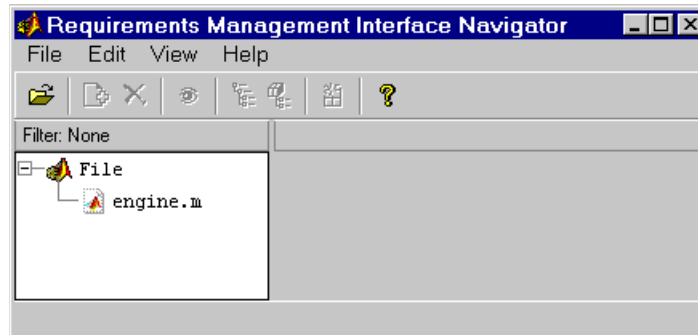 Requirements Management Interface Navigator
File Edit View Help
Filter: None
File
engine.m